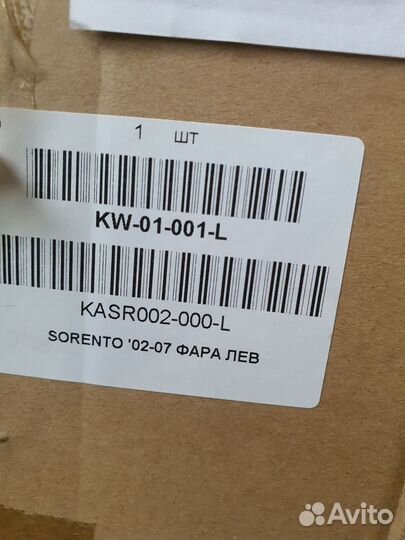 1 шт
KW-01-001-L
KASR002-000-L
SORENTO '02-07 ФАРА ЛЕВ
Avito